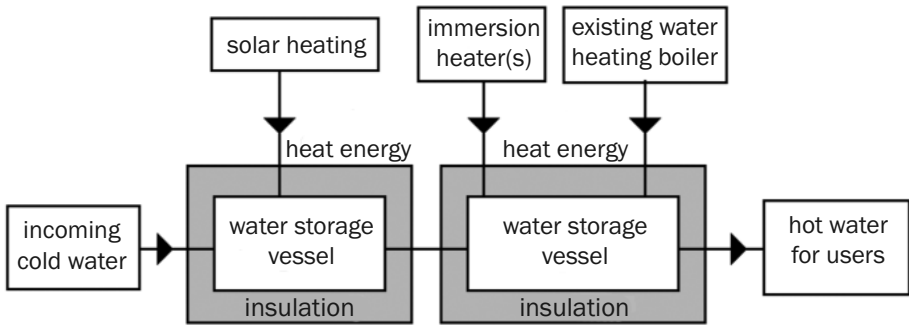 solar heating
immersion
heater(s)
existing water
heating boiler
heat energy
heat energy
incoming
cold water
water storage
vessel
water storage
vessel
hot water
for users
insulation
insulation